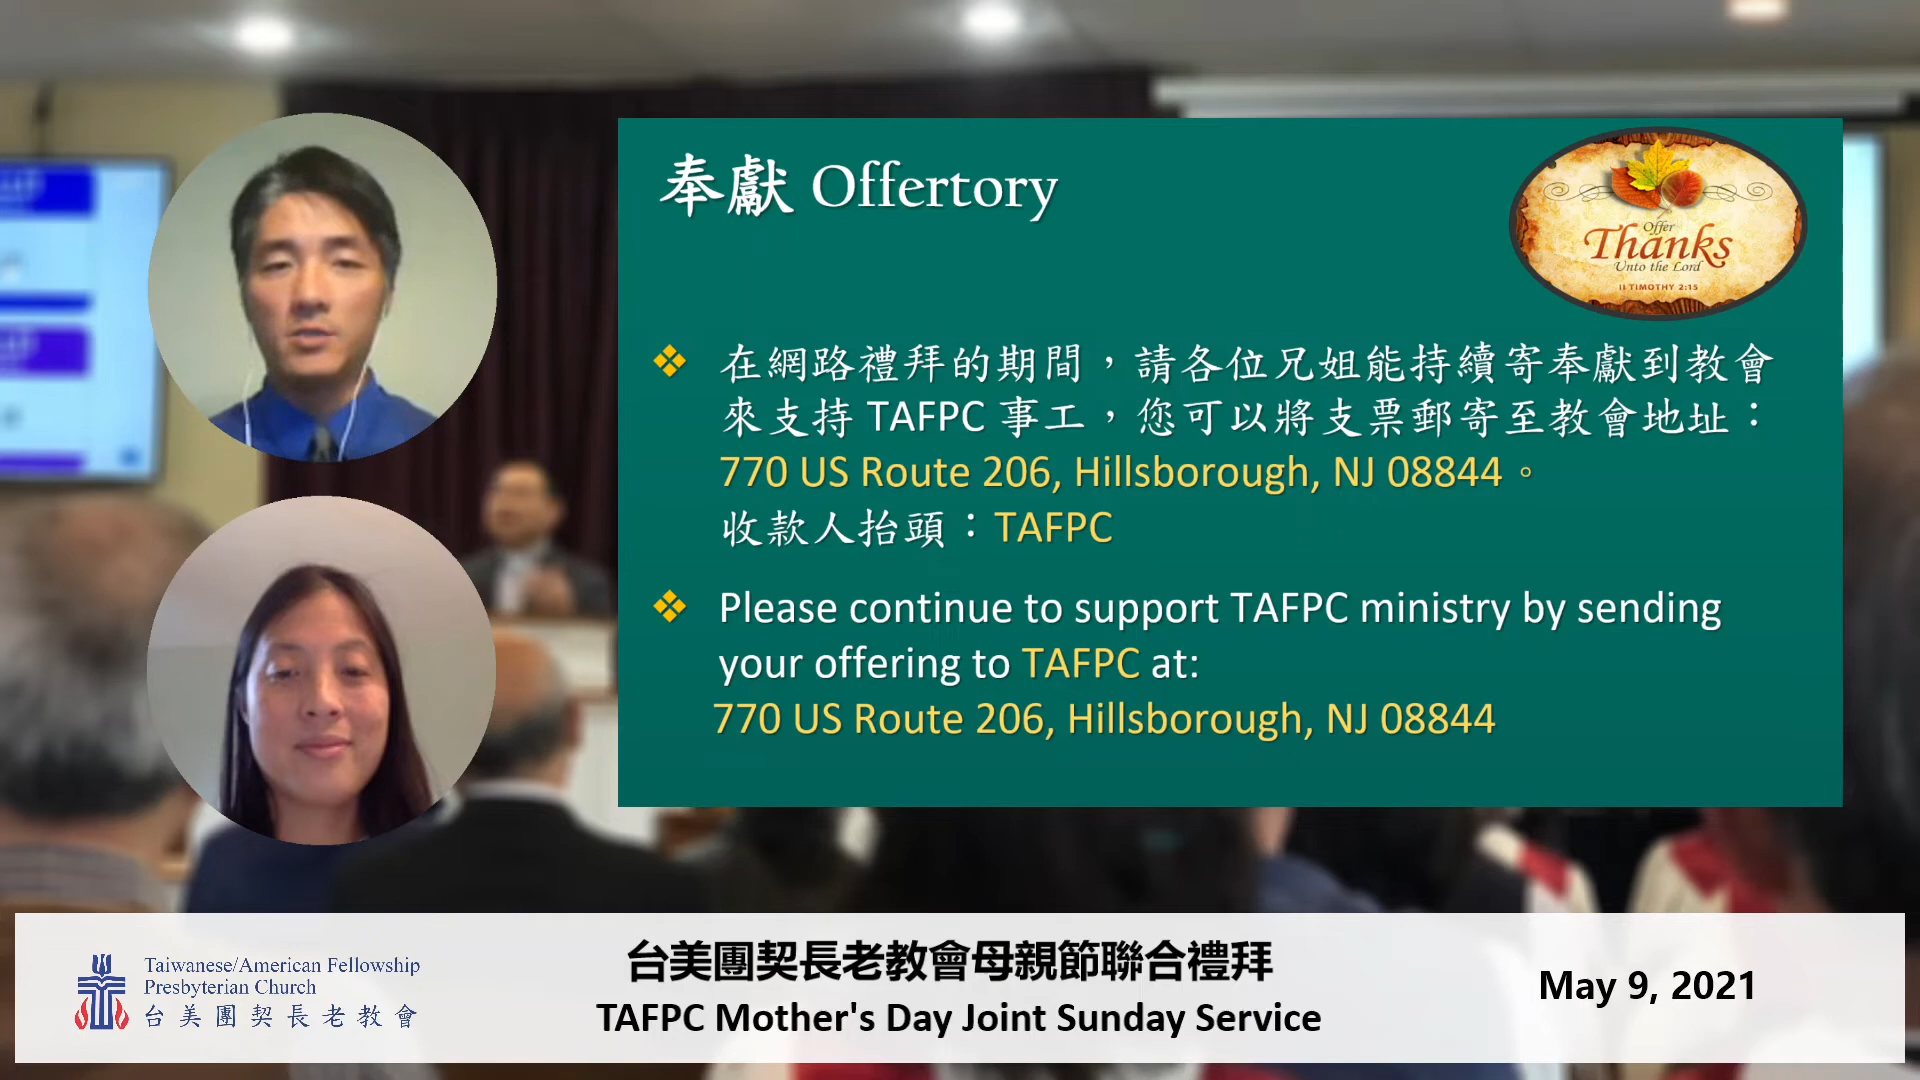 奉獻 Offertory
Offer
Thanks
Unto the Lord
II TIMOTHY 2:15
在網路禮拜的期間，請各位兄姐能持續寄奉獻到教會
來支持 TAFPC 事工，您可以將支票郵寄至教會地址：
770 US Route 206, Hillsborough, NJ 08844。
收款人抬頭：TAFPC
Please continue to support TAFPC ministry by sending
your offering to TAFPC at:
770 US Route 206, Hillsborough, NJ 08844
Taiwanese/American Fellowship
Presbyterian Church
台美團契長老教會
台美團契長老教會母親節聯合禮拜
TAFPC Mother's Day Joint Sunday Service
May 9, 2021